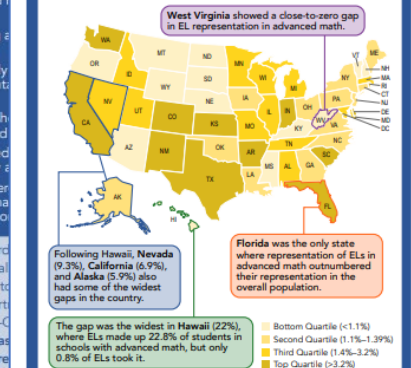 West Virginia showed a close-to-zero gap
in EL representation in advanced math.
WA
OR
CA
NV
ID
MT
WY
UT
AZ
CO
NM
ND
SD
NE
KS
OK
TX
MN
IA
MO
AR
LA
WI
IL
MS
MI
IN
KY
TN
AL
OH
WV
GA
FL
SC
NC
VA
PA
NY
VT
ME
NH
MA
RI
CT
NJ
DE
MD
DC
AK
HI
Following Hawaii, Nevada
(9.3%), California (6.9%),
and Alaska (5.9%) also
had some of the widest
gaps in the country.
Florida was the only state
where representation of ELs in
advanced math outnumbered
their representation in the
overall population.
The gap was the widest in Hawaii (22%),
where ELs made up 22.8% of students in
schools with advanced math, but only
0.8% of ELs took it.
Bottom Quartile (<1.1%)
Second Quartile (1.1%–1.39%)
Third Quartile (1.4%–3.2%)
Top Quartile (>3.2%)